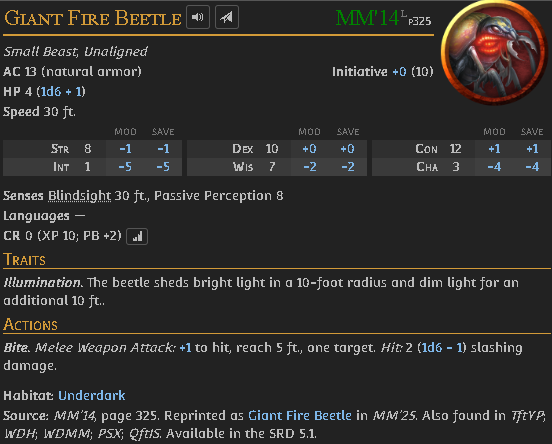 Giant Fire Beetle MM'14 L p325
Small Beast, Unaligned
AC 13 (natural armor) Initiative +0 (10)
HP 4 (1d6 + 1)
Speed 30 ft.
MOD SAVE MOD SAVE MOD SAVE
Str 8 -1 -1 Dex 10 +0 +0 Con 12 +1 +1
Int 1 -5 -5 Wis 7 -2 -2 Cha 3 -4 -4
Senses Blindsight 30 ft., Passive Perception 8
Languages —
CR 0 (XP 10; PB +2)
Traits
Illumination. The beetle sheds bright light in a 10-foot radius and dim light for an
additional 10 ft..
Actions
Bite. Melee Weapon Attack: +1 to hit, reach 5 ft., one target. Hit: 2 (1d6 - 1) slashing
damage.
Habitat: Underdark
Source: MM'14, page 325. Reprinted as Giant Fire Beetle in MM'25. Also found in TftYP;
WDH; WDMM; PSX; QftIS. Available in the SRD 5.1.